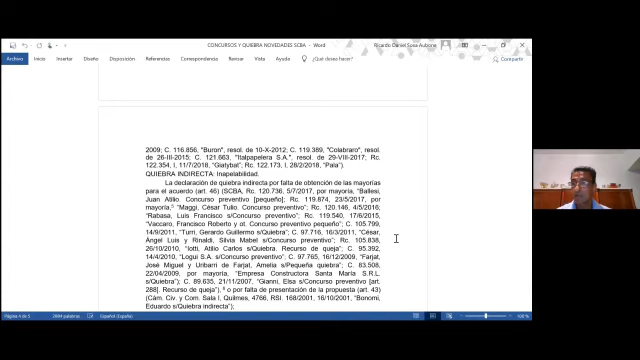 CONCURSOS Y QUIEBRA NOVEDADES SCBA - Word
Ricardo Daniel Sosa Aubone
Archivo Inicio Insertar Diseño Disposición Referencias Correspondencia Revisar Vista Ayuda ¿Qué desea hacer? Compartir
2009; C. 116.856, "Buron", resol. de 10-X-2012; C. 119.389, "Colabraro", resol.
de 26-III-2015; C. 121.663, "Italpapelera S.A.", resol. de 29-VIII-2017; Rc.
122.354, I, 11/7/2018, "Giatybat"; Rc. 122.173, I, 28/2/2018, "Pala").
QUIEBRA INDIRECTA: Inapelabilidad.
La declaración de quiebra indirecta por falta de obtención de las mayorías
para el acuerdo (art. 46) (SCBA, Rc. 120.736, 5/7/2017, por mayoría, "Ballesi,
Juan Atilio. Concurso preventivo [pequeño]; Rc. 119.874, 23/5/2017, por
mayoría,⁵ "Maggi, César Tulio. Concurso preventivo"; Rc. 120.146, 4/5/2016;
"Rabasa, Luis Francisco s/Concurso preventivo"; Rc. 119.540, 17/6/2015,
"Vaccaro, Francisco Roberto y ot. Concurso preventivo pequeño"; C. 105.799,
14/9/2011, "Turri, Gerardo Guillermo s/Quiebra"; C. 97.716, 16/3/2011, "César,
Ángel Luis y Rinaldi, Silvia Mabel s/Concurso preventivo; Rc. 105.838,
26/10/2010, "Iotti, Atilio Carlos s/Quiebra. Recurso de queja"; C. 95.392,
14/4/2010, "Logui S.A. s/Concurso preventivo"; C. 97.765, 16/12/2009, "Farjat,
José Miguel y Uribarri de Farjat, Amelia s/Pequeña quiebra; C. 83.508,
22/04/2009, por mayoría, "Empresa Constructora Santa María S.R.L.
s/Quiebra"); C. 89.635, 21/11/2007, "Gianni, Elsa s/Concurso preventivo [art.
288]. Recurso de queja"),⁶ o por falta de presentación de la propuesta (art. 43)
(Cám. Civ. y Com. Sala I, Quilmes, 4766, RSI. 168/2001, 16/10/2001, "Bonomi,
Eduardo s/Quiebra indirecta");
Página 4 de 5 2094 palabras Español (España) 100 %